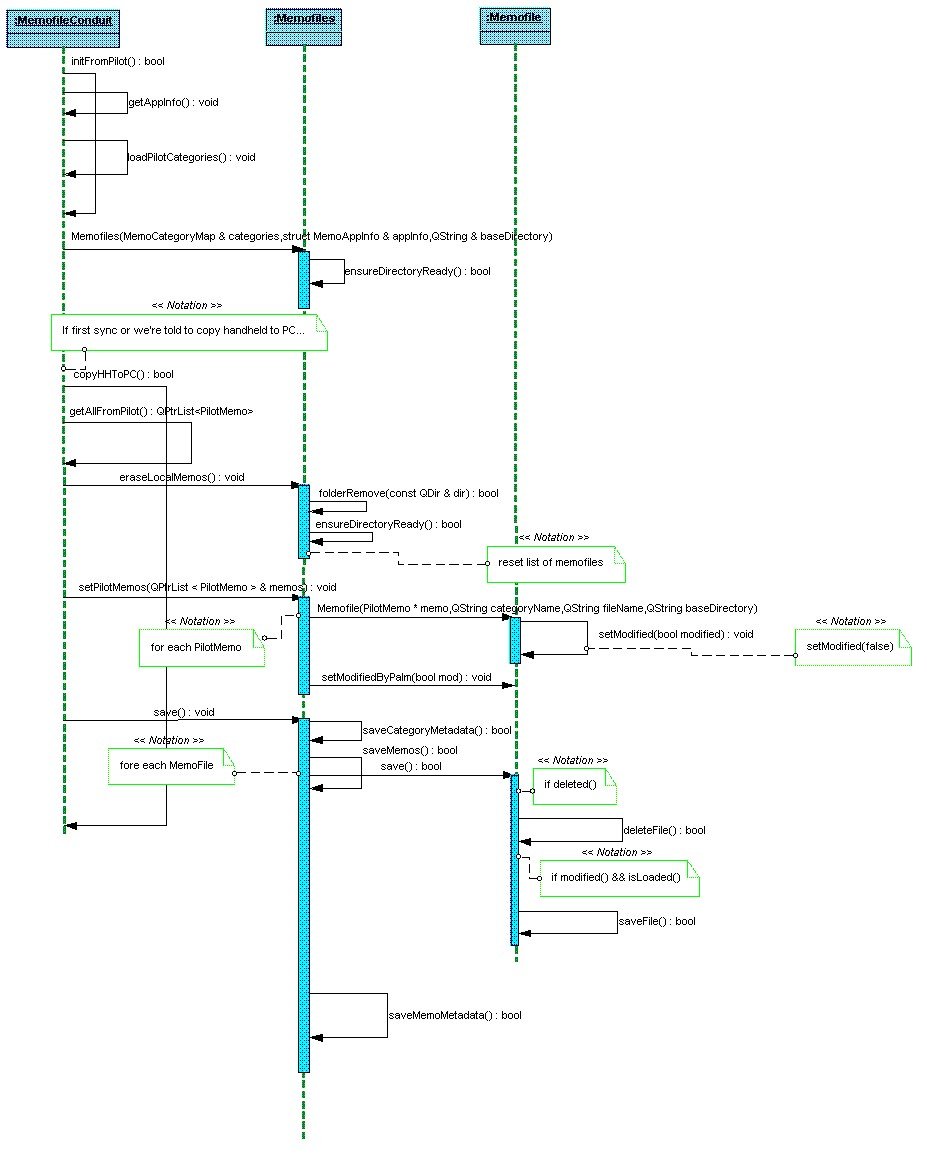 :MemofileConduit
:Memofiles
:Memofile
initFromPilot() : bool
getAppInfo() : void
loadPilotCategories() : void
Memofiles(MemoCategoryMap & categories,struct MemoAppInfo & appInfo,QString & baseDirectory)
ensureDirectoryReady() : bool
<< Notation >>
If first sync or we're told to copy handheld to PC...
copyHHToPC() : bool
getAllFromPilot() : QPtrList<PilotMemo>
eraseLocalMemos() : void
folderRemove(const QDir & dir) : bool
ensureDirectoryReady() : bool
<< Notation >>
reset list of memofiles
setPilotMemos(QPtrList < PilotMemo > & memos) : void
Memofile(PilotMemo * memo,QString categoryName,QString fileName,QString baseDirectory)
<< Notation >>
for each PilotMemo
setModified(bool modified) : void
<< Notation >>
setModified(false)
setModifiedByPalm(bool mod) : void
save() : void
saveCategoryMetadata() : bool
<< Notation >>
fore each MemoFile
saveMemos() : bool
save() : bool
<< Notation >>
if deleted()
deleteFile() : bool
<< Notation >>
if modified() && isLoaded()
saveFile() : bool
saveMemoMetadata() : bool